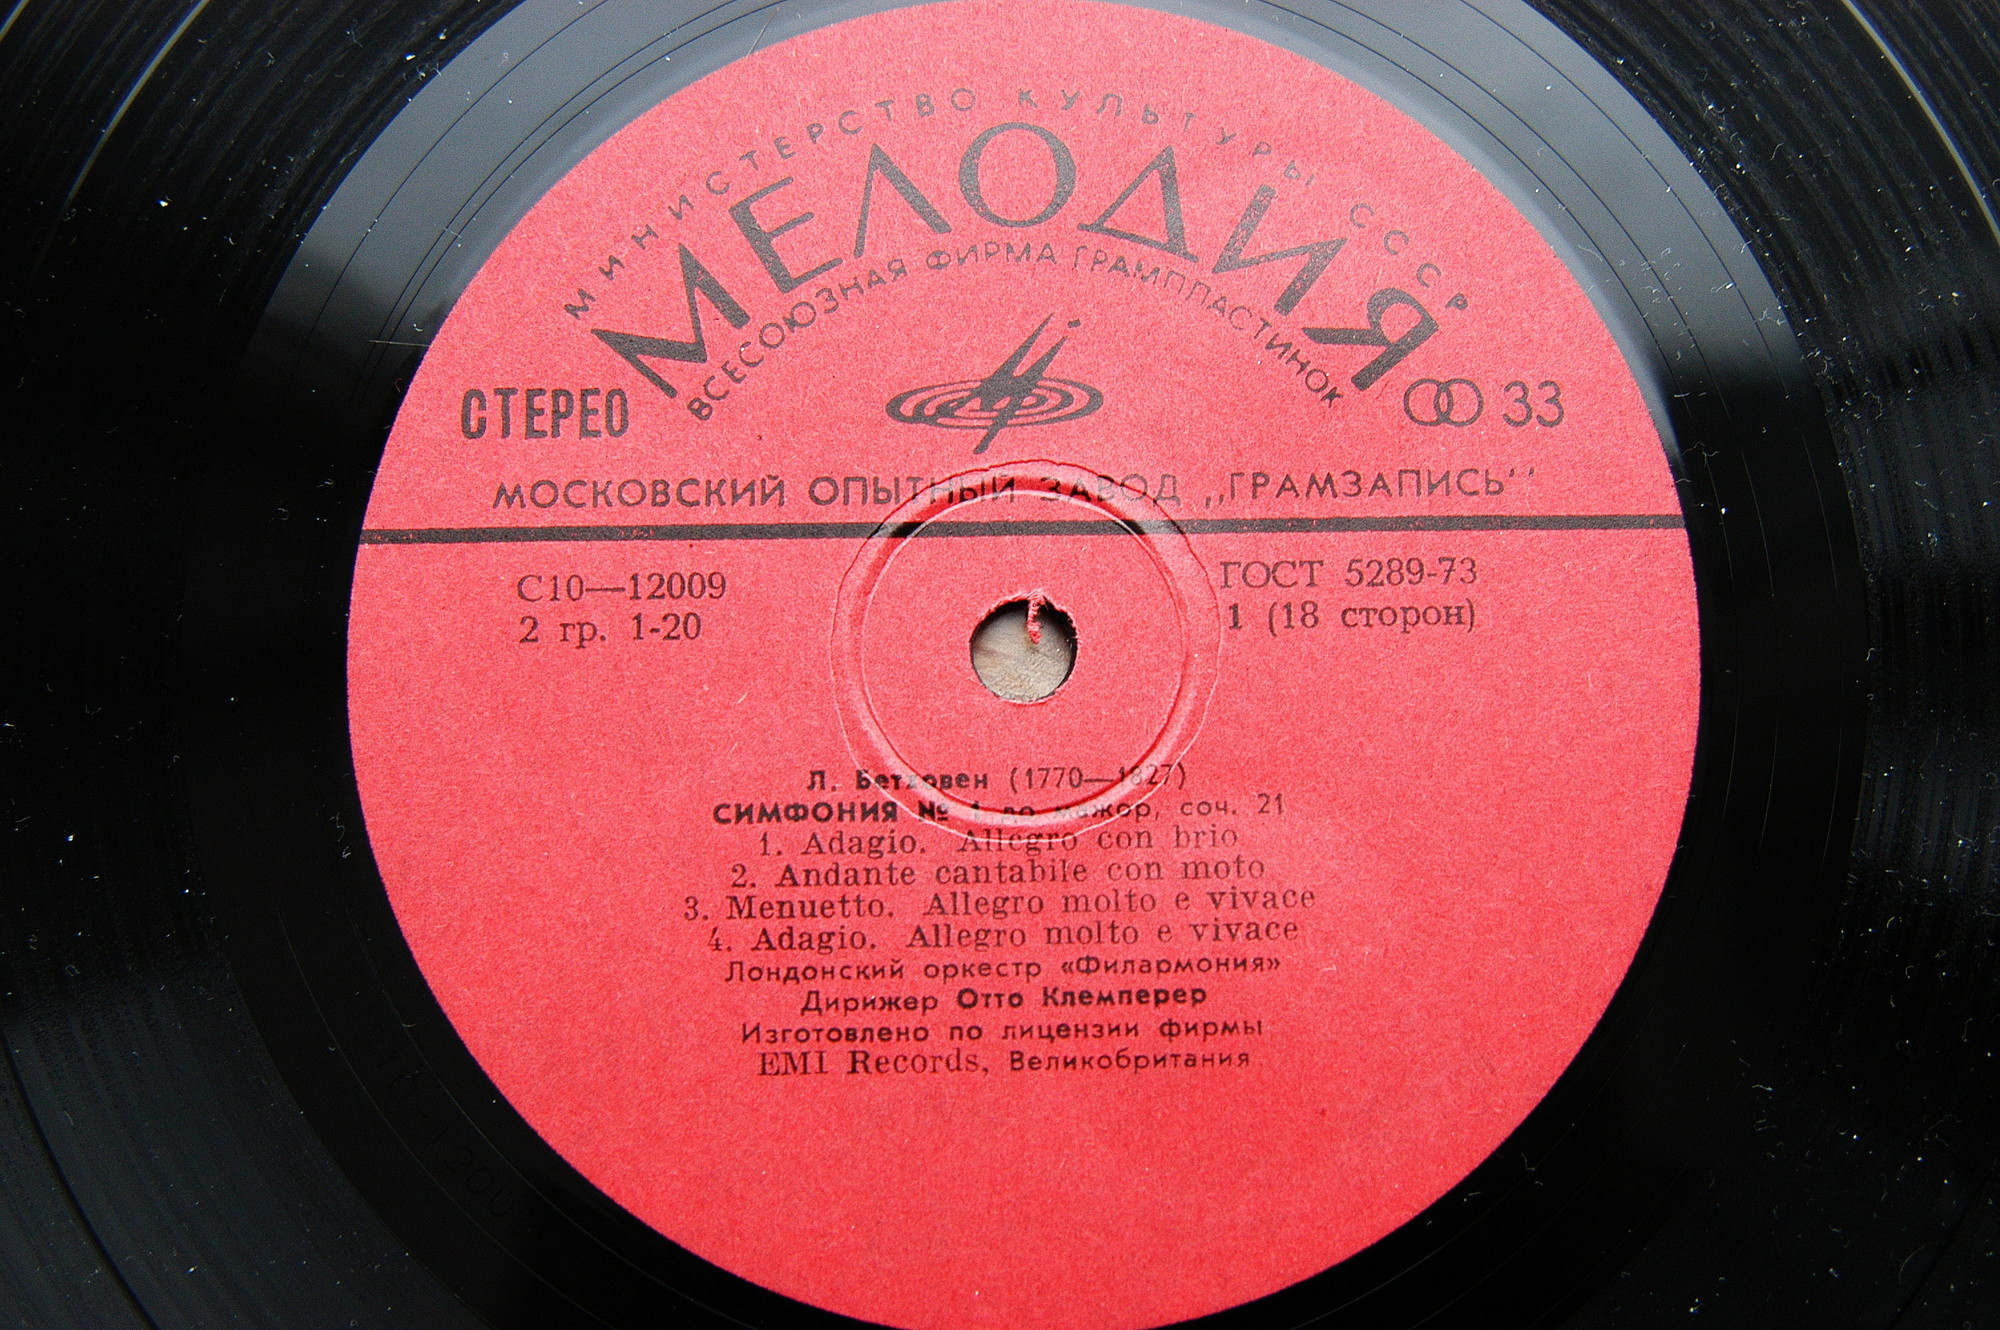 МИНИСТЕРСТВО КУЛЬТУРЫ СССР
МЕЛОДИЯ
ВСЕСОЮЗНАЯ ФИРМА ГРАМПЛАСТИНОК
СТЕРЕО
33
МОСКОВСКИЙ ОПЫТНЫЙ ЗАВОД „ГРАМЗАПИСЬ"
С10—12009
2 гр. 1-20
ГОСТ 5289-73
1 (18 сторон)
Л. Бетховен (1770—1827)
СИМФОНИЯ № 1 до мажор, соч. 21
1. Adagio. Allegro con brio
2. Andante cantabile con moto
3. Menuetto. Allegro molto e vivace
4. Adagio. Allegro molto e vivace
Лондонский оркестр «Филармония»
Дирижер Отто Клемперер
Изготовлено по лицензии фирмы
EMI Records, Великобритания